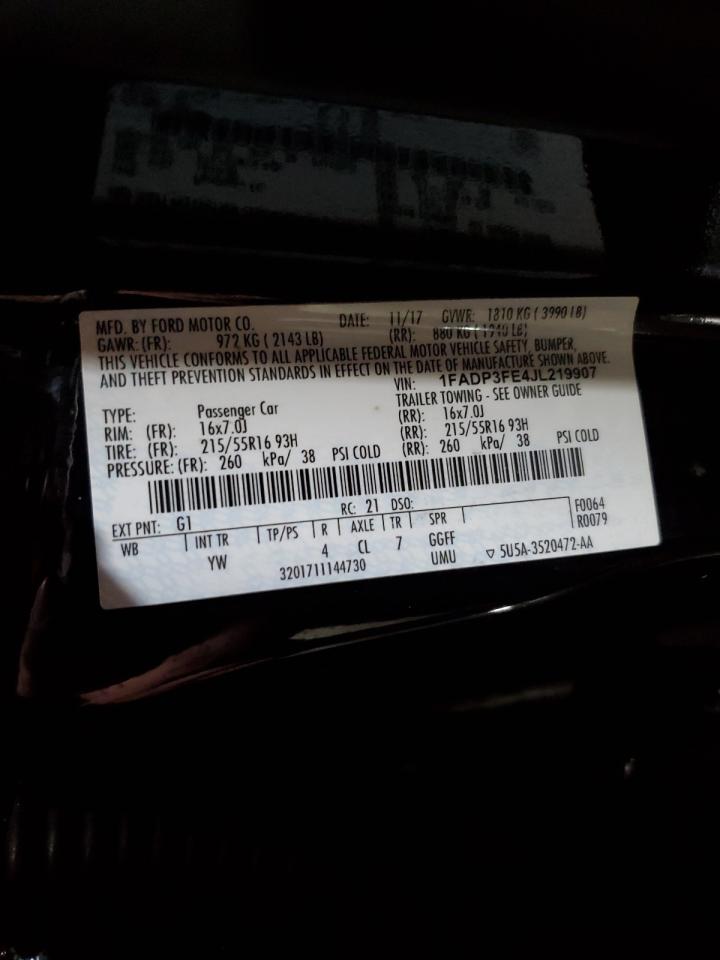 MFD. BY FORD MOTOR CO. DATE: 11/17 GVWR: 1810 KG ( 3990 LB)
GAWR: (FR): 972 KG ( 2143 LB) (RR): 880 KG ( 1940 LB)
THIS VEHICLE CONFORMS TO ALL APPLICABLE FEDERAL MOTOR VEHICLE SAFETY, BUMPER,
AND THEFT PREVENTION STANDARDS IN EFFECT ON THE DATE OF MANUFACTURE SHOWN ABOVE.
VIN: 1FADP3FE4JL219907
TYPE: Passenger Car TRAILER TOWING - SEE OWNER GUIDE
RIM: (FR): 16x7.0J (RR): 16x7.0J
TIRE: (FR): 215/55R16 93H (RR): 215/55R16 93H
PRESSURE: (FR): 260 kPa/ 38 PSI COLD (RR): 260 kPa/ 38 PSI COLD
EXT PNT: G1 RC: 21 DSO: F0064
WB INT TR TP/PS R AXLE TR SPR R0079
YW 4 CL 7 GGFF
3201711144730 UMU ▽ 5U5A-3520472-AA